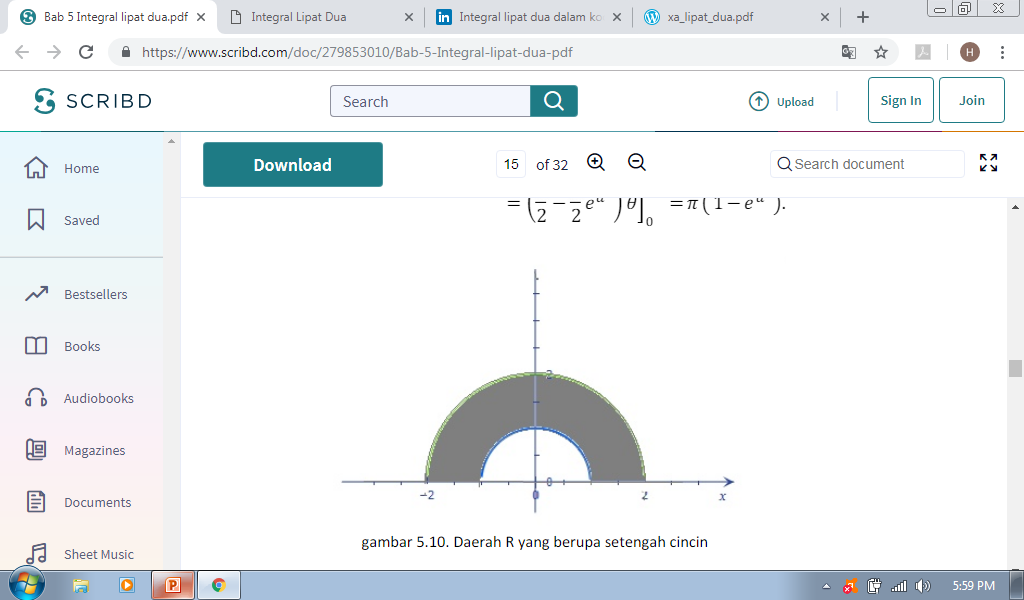 Bab 5 Integral lipat dua.pdf
Integral Lipat Dua
Integral lipat dua dalam ko
xa_lipat_dua.pdf
https://www.scribd.com/doc/279853010/Bab-5-Integral-lipat-dua-pdf
H
SCRIBD
Search
Upload
Sign In
Join
Home
Saved
Bestsellers
Books
Audiobooks
Magazines
Documents
Sheet Music
Download
15 of 32
Search document
2
0
-2 0 2 x
gambar 5.10. Daerah R yang berupa setengah cincin
5:59 PM